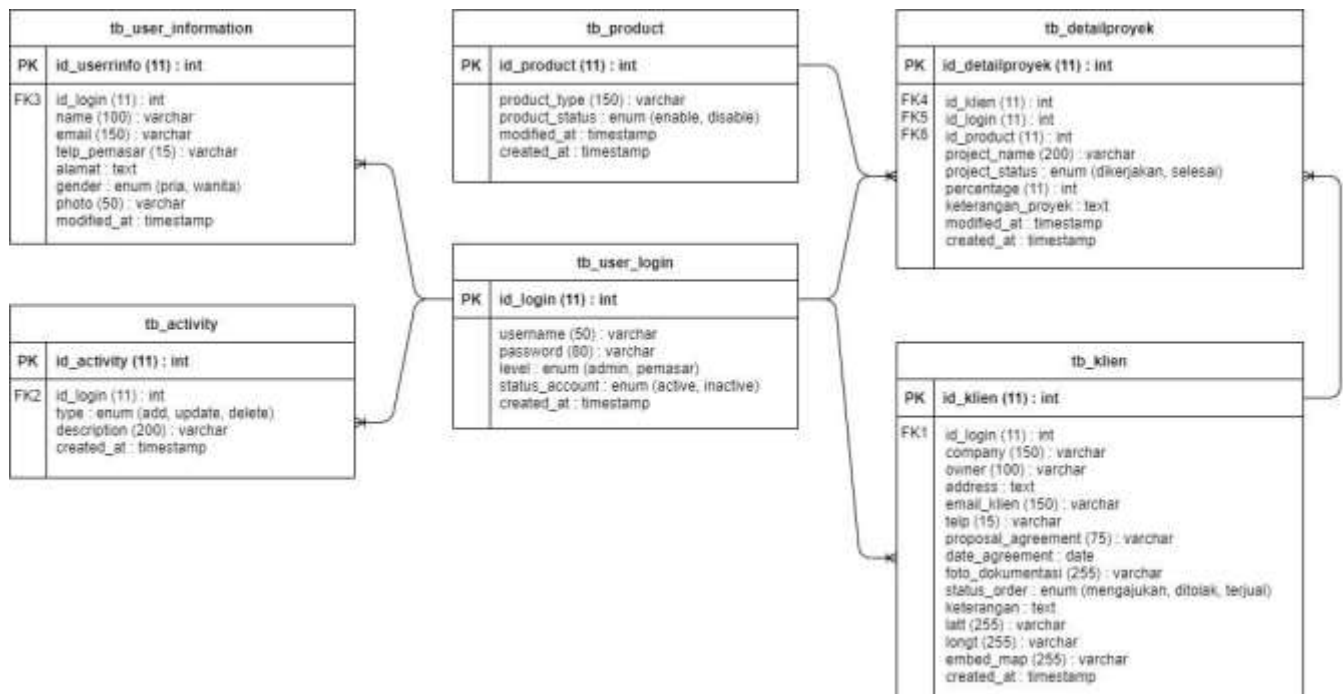 tb_user_information
PK id_userrinfo (11) : int
FK3 id_login (11) : int
name (100) : varchar
email (150) : varchar
telp_pemasar (15) : varchar
alamat : text
gender : enum (pria, wanita)
photo (50) : varchar
modified_at : timestamp
tb_activity
PK id_activity (11) : int
FK2 id_login (11) : int
type : enum (add, update, delete)
description (200) : varchar
created_at : timestamp
tb_product
PK id_product (11) : int
product_type (150) : varchar
product_status : enum (enable, disable)
modified_at : timestamp
created_at : timestamp
tb_user_login
PK id_login (11) : int
username (50) : varchar
password (80) : varchar
level : enum (admin, pemasar)
status_account : enum (active, inactive)
created_at : timestamp
tb_detailproyek
PK id_detailproyek (11) : int
FK4 id_klien (11) : int
FK5 id_login (11) : int
FK6 id_product (11) : int
project_name (200) : varchar
project_status : enum (dikerjakan, selesai)
percentage (11) : int
keterangan_proyek : text
modified_at : timestamp
created_at : timestamp
tb_klien
PK id_klien (11) : int
FK1 id_login (11) : int
company (150) : varchar
owner (100) : varchar
address : text
email_klien (150) : varchar
telp (15) : varchar
proposal_agreement (75) : varchar
date_agreement : date
foto_dokumentasi (255) : varchar
status_order : enum (mengajukan, ditolak, terjual)
keterangan : text
latt (255) : varchar
longt (255) : varchar
embed_map (255) : varchar
created_at : timestamp